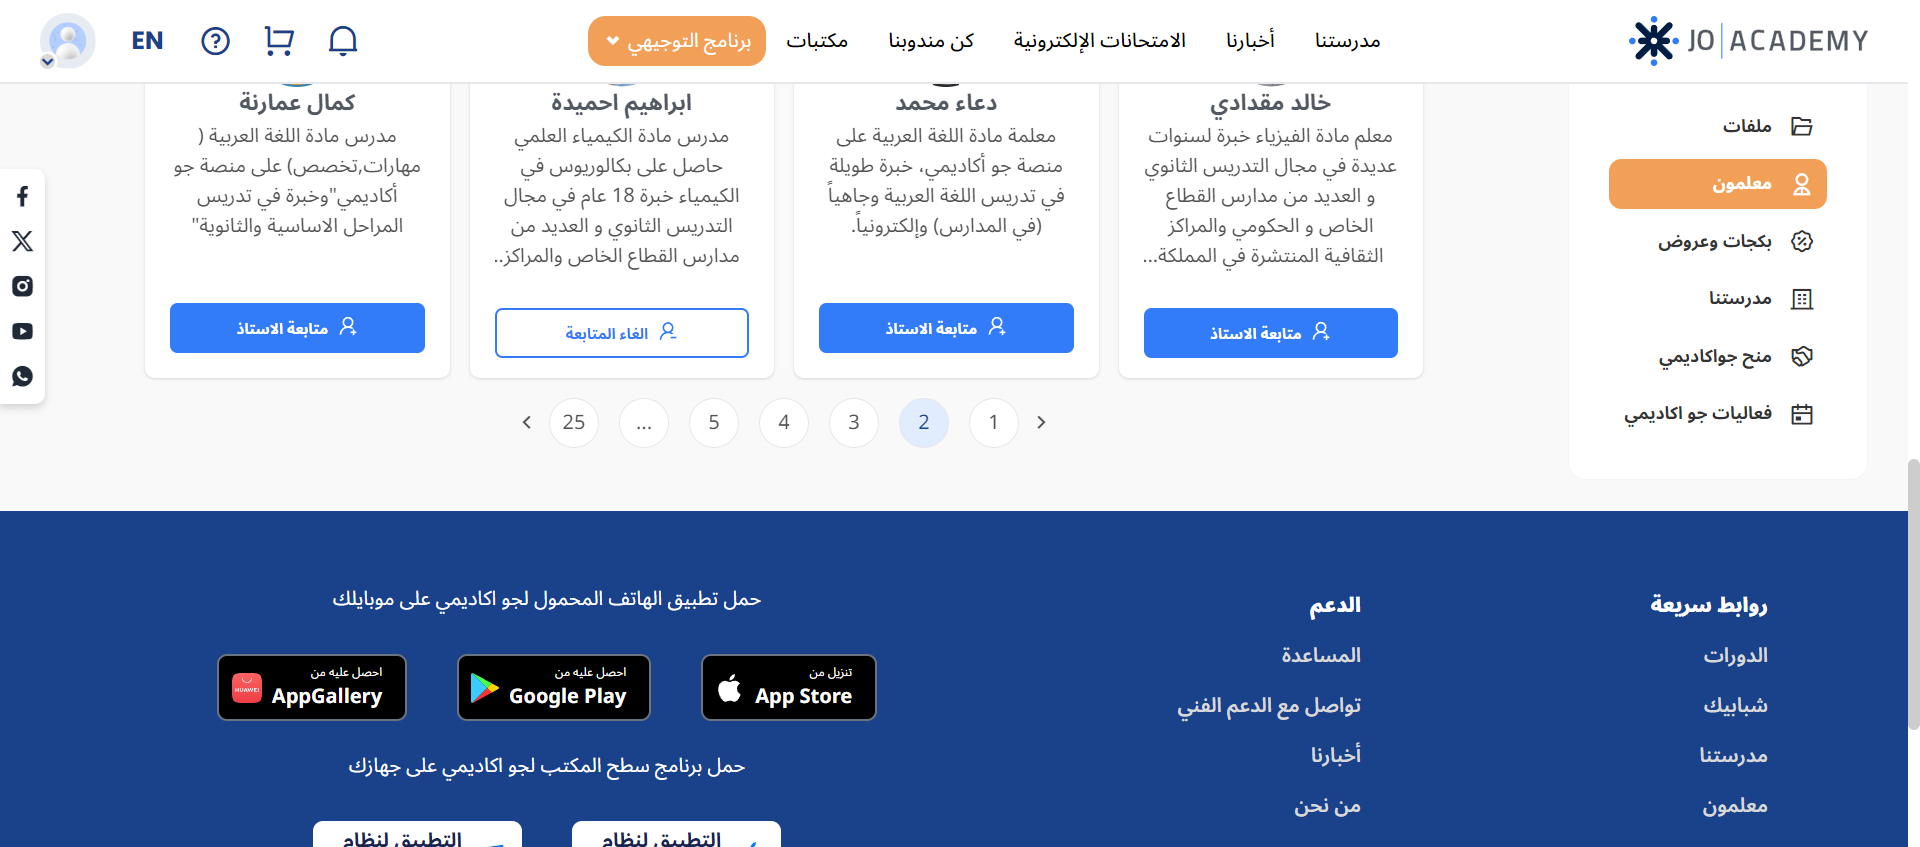 JO ACADEMY
مدرستنا
أخبارنا
الامتحانات الإلكترونية
كن مندوبنا
مكتبات
برنامج التوجيهي
EN
ملفات
معلمون
بكجات وعروض
مدرستنا
منح جواكاديمي
فعاليات جو اكاديمي
خالد مقدادي
معلم مادة الفيزياء خبرة لسنوات
عديدة في مجال التدريس الثانوي
و العديد من مدارس القطاع
الخاص و الحكومي والمراكز
الثقافية المنتشرة في المملكة...
متابعة الاستاذ
دعاء محمد
معلمة مادة اللغة العربية على
منصة جو أكاديمي، خبرة طويلة
في تدريس اللغة العربية وجاهياً
(في المدارس) وإلكترونياً.
متابعة الاستاذ
ابراهيم احميدة
مدرس مادة الكيمياء العلمي
حاصل على بكالوريوس في
الكيمياء خبرة 18 عام في مجال
التدريس الثانوي و العديد من
مدارس القطاع الخاص والمراكز..
الغاء المتابعة
كمال عمارنة
مدرس مادة اللغة العربية (
مهارات,تخصص) على منصة جو
أكاديمي"وخبرة في تدريس
المراحل الاساسية والثانوية"
متابعة الاستاذ
1 2 3 4 5 ... 25
روابط سريعة
الدورات
شبابيك
مدرستنا
معلمون
الدعم
المساعدة
تواصل مع الدعم الفني
أخبارنا
من نحن
حمل تطبيق الهاتف المحمول لجو اكاديمي على موبايلك
تنزيل من
App Store
احصل عليه من
Google Play
احصل عليه من
AppGallery
HUAWEI
حمل برنامج سطح المكتب لجو اكاديمي على جهازك
التطبيق لنظام
التطبيق لنظام